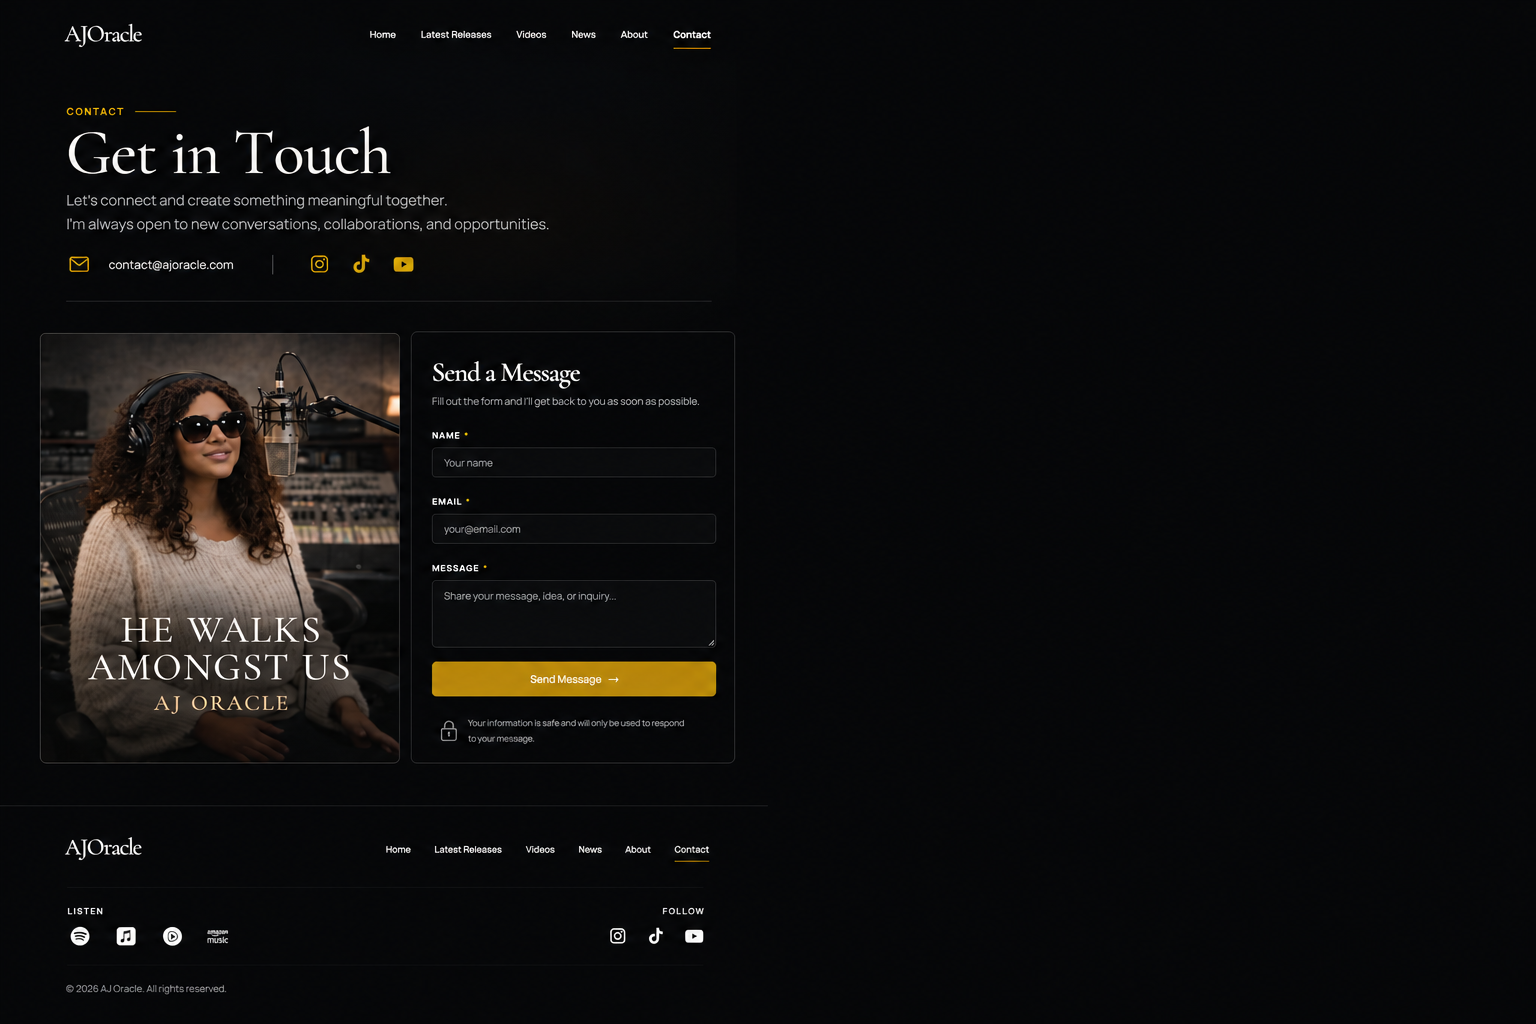 AJOracle
Home Latest Releases Videos News About Contact
CONTACT
Get in Touch
Let's connect and create something meaningful together.
I'm always open to new conversations, collaborations, and opportunities.
contact@ajoracle.com
HE WALKS
AMONGST US
AJ ORACLE
Send a Message
Fill out the form and I'll get back to you as soon as possible.
NAME *
Your name
EMAIL *
your@email.com
MESSAGE *
Share your message, idea, or inquiry...
Send Message →
Your information is safe and will only be used to respond
to your message.
AJOracle
Home Latest Releases Videos News About Contact
LISTEN
amazon
music
FOLLOW
© 2026 AJ Oracle. All rights reserved.